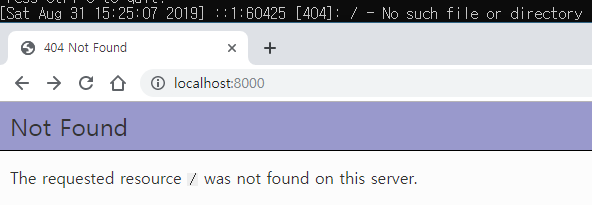 [Sat Aug 31 15:25:07 2019] ::1:60425 [404]: / - No such file or directory
404 Not Found
localhost:8000
Not Found
The requested resource / was not found on this server.